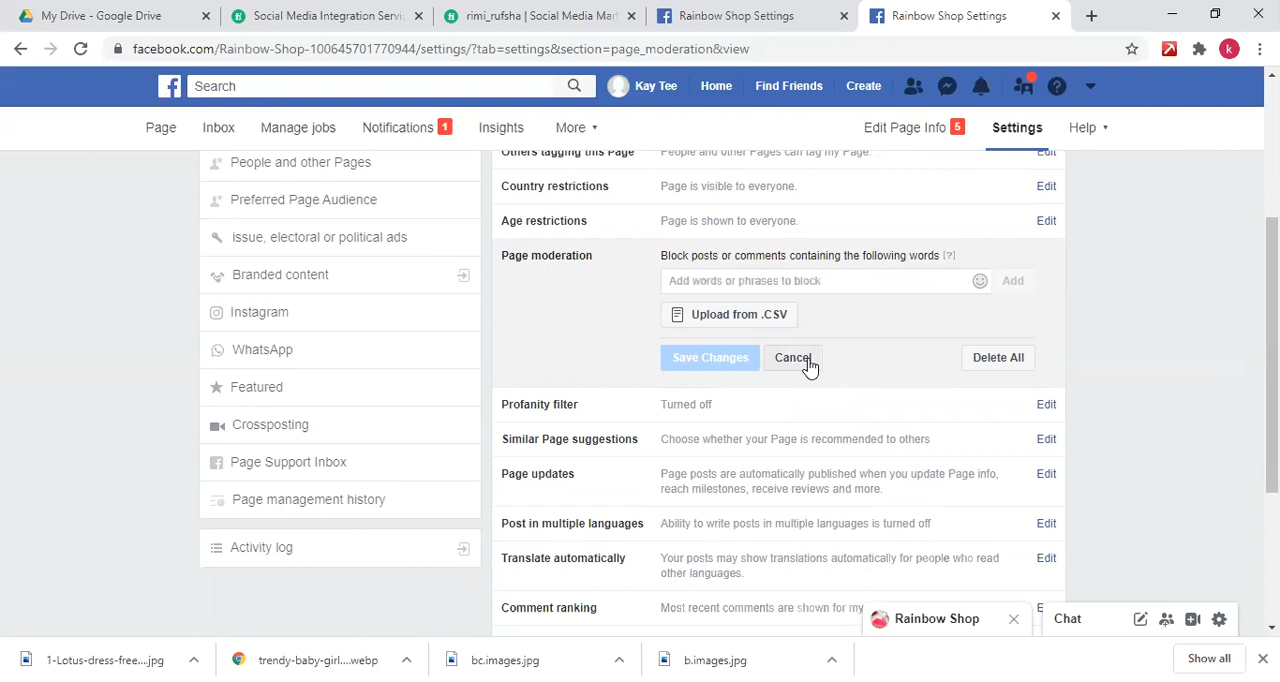 My Drive - Google Drive
Social Media Integration Servi
rimi_rufsha | Social Media Mar
Rainbow Shop Settings
Rainbow Shop Settings
facebook.com/Rainbow-Shop-100645701770944/settings/?tab=settings&section=page_moderation&view
k
Search
Kay Tee
Home
Find Friends
Create
Page
Inbox
Manage jobs
Notifications 1
Insights
More
Edit Page Info 5
Settings
Help
People and other Pages
Preferred Page Audience
issue, electoral or political ads
Branded content
Instagram
WhatsApp
Featured
Crossposting
Page Support Inbox
Page management history
Activity log
Others tagging this Page People and other Pages can tag my Page. Edit
Country restrictions Page is visible to everyone. Edit
Age restrictions Page is shown to everyone. Edit
Page moderation Block posts or comments containing the following words [?]
Add words or phrases to block Add
Upload from .CSV
Save Changes Cancel Delete All
Profanity filter Turned off Edit
Similar Page suggestions Choose whether your Page is recommended to others Edit
Page updates Page posts are automatically published when you update Page info, Edit
reach milestones, receive reviews and more.
Post in multiple languages Ability to write posts in multiple languages is turned off Edit
Translate automatically Your posts may show translations automatically for people who read Edit
other languages.
Comment ranking Most recent comments are shown for my
Rainbow Shop
Chat
1-Lotus-dress-free....jpg
trendy-baby-girl....webp
bc.images.jpg
b.images.jpg
Show all